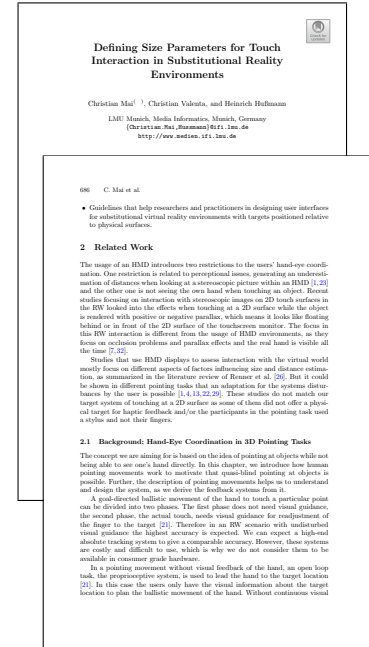 Check for
updates
Defining Size Parameters for Touch
Interaction in Substitutional Reality
Environments
Christian Mai( ), Christian Valenta, and Heinrich Hußmann
LMU Munich, Media Informatics, Munich, Germany
{Christian.Mai,Hussmann}@ifi.lmu.de
http://www.medien.ifi.lmu.de
686 C. Mai et al.
• Guidelines that help researchers and practitioners in designing user interfaces
for substitutional virtual reality environments with targets positioned relative
to physical surfaces.
2 Related Work
The usage of an HMD introduces two restrictions to the users' hand-eye coordi-
nation. One restriction is related to perceptional issues, generating an underesti-
mation of distances when looking at a stereoscopic picture within an HMD [1,23]
and the other one is not seeing the own hand when touching an object. Recent
studies focusing on interaction with stereoscopic images on 2D touch surfaces in
the RW looked into the effects when touching at a 2D surface while the object
is rendered with positive or negative parallax, which means it looks like floating
behind or in front of the 2D surface of the touchscreen monitor. The focus in
this RW interaction is different from the usage of HMD environments, as they
focus on occlusion problems and parallax effects and the real hand is visible all
the time [7,32].
Studies that use HMD displays to assess interaction with the virtual world
mostly focus on different aspects of factors influencing size and distance estima-
tion, as summarized in the literature review of Renner et al. [26]. But it could
be shown in different pointing tasks that an adaptation for the systems distur-
bances by the user is possible [1,4,13,22,29]. These studies do not match our
target system of touching at a 2D surface as some of them did not offer a physi-
cal target for haptic feedback and/or the participants in the pointing task used
a stylus and not their fingers.
2.1 Background: Hand-Eye Coordination in 3D Pointing Tasks
The concept we are aiming for is based on the idea of pointing at objects while not
being able to see one's hand directly. In this chapter, we introduce how human
pointing movements work to motivate that quasi-blind pointing at objects is
possible. Further, the description of pointing movements helps us to understand
and design the system, as we derive the feedback systems from it.
A goal-directed ballistic movement of the hand to touch a particular point
can be divided into two phases. The first phase does not need visual guidance,
the second phase, the actual touch, needs visual guidance for readjustment of
the finger to the target [21]. Therefore in an RW scenario with undisturbed
visual guidance the highest accuracy is expected. We can expect a high-end
absolute tracking system to give a comparable accuracy. However, these systems
are costly and difficult to use, which is why we do not consider them to be
available in consumer grade hardware.
In a pointing movement without visual feedback of the hand, an open loop
task, the proprioceptive system, is used to lead the hand to the target location
[21]. In this case the users only have the visual information about the target
location to plan the ballistic movement of the hand. Without continuous visual